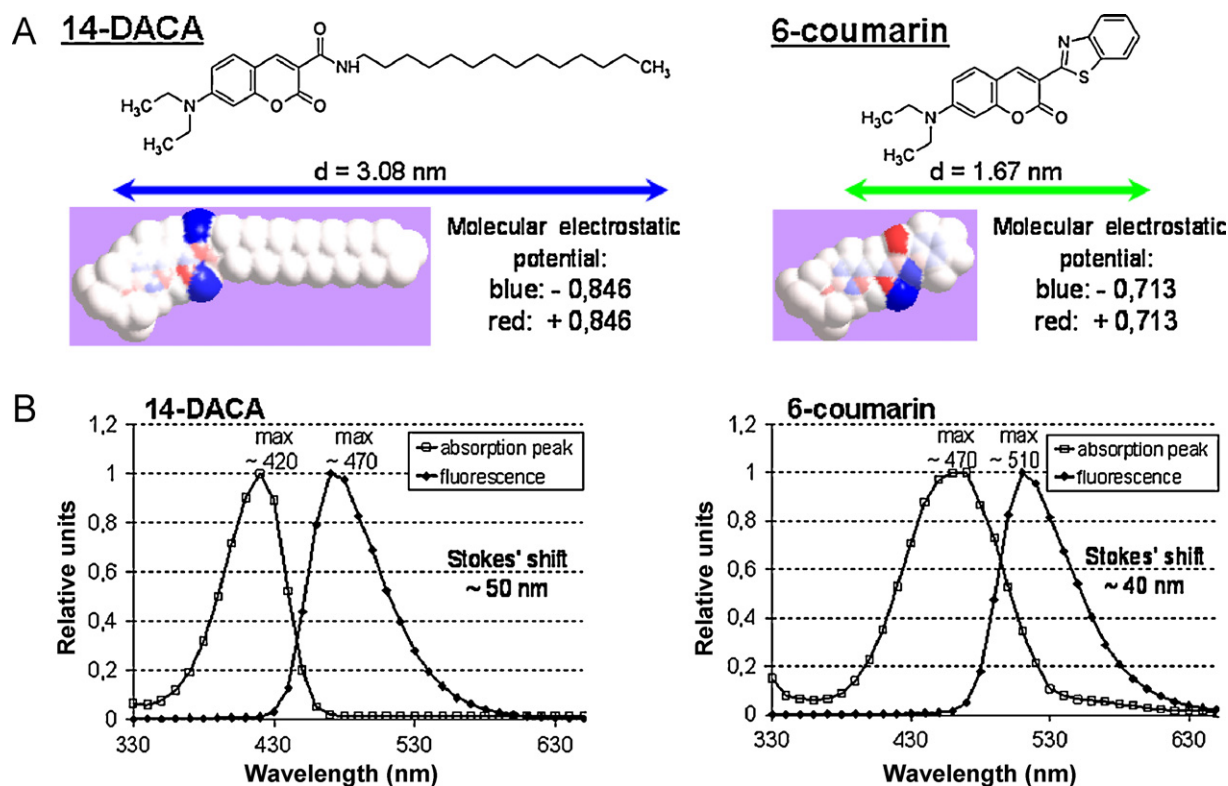 A
14-DACA
O
NH
CH₃
O
O
N
H₃C
H₃C
d = 3.08 nm
Molecular electrostatic
potential:
blue: - 0,846
red: + 0,846
6-coumarin
N
S
O
O
N
H₃C
H₃C
d = 1.67 nm
Molecular electrostatic
potential:
blue: - 0,713
red: + 0,713
B
14-DACA
max
~ 420
max
~ 470
absorption peak
fluorescence
Stokes' shift
~ 50 nm
Relative units
1,2
1
0,8
0,6
0,4
0,2
0
330 430 530 630
Wavelength (nm)
6-coumarin
max
~ 470
max
~ 510
absorption peak
fluorescence
Stokes' shift
~ 40 nm
Relative units
1,2
1
0,8
0,6
0,4
0,2
0
330 430 530 630
Wavelength (nm)